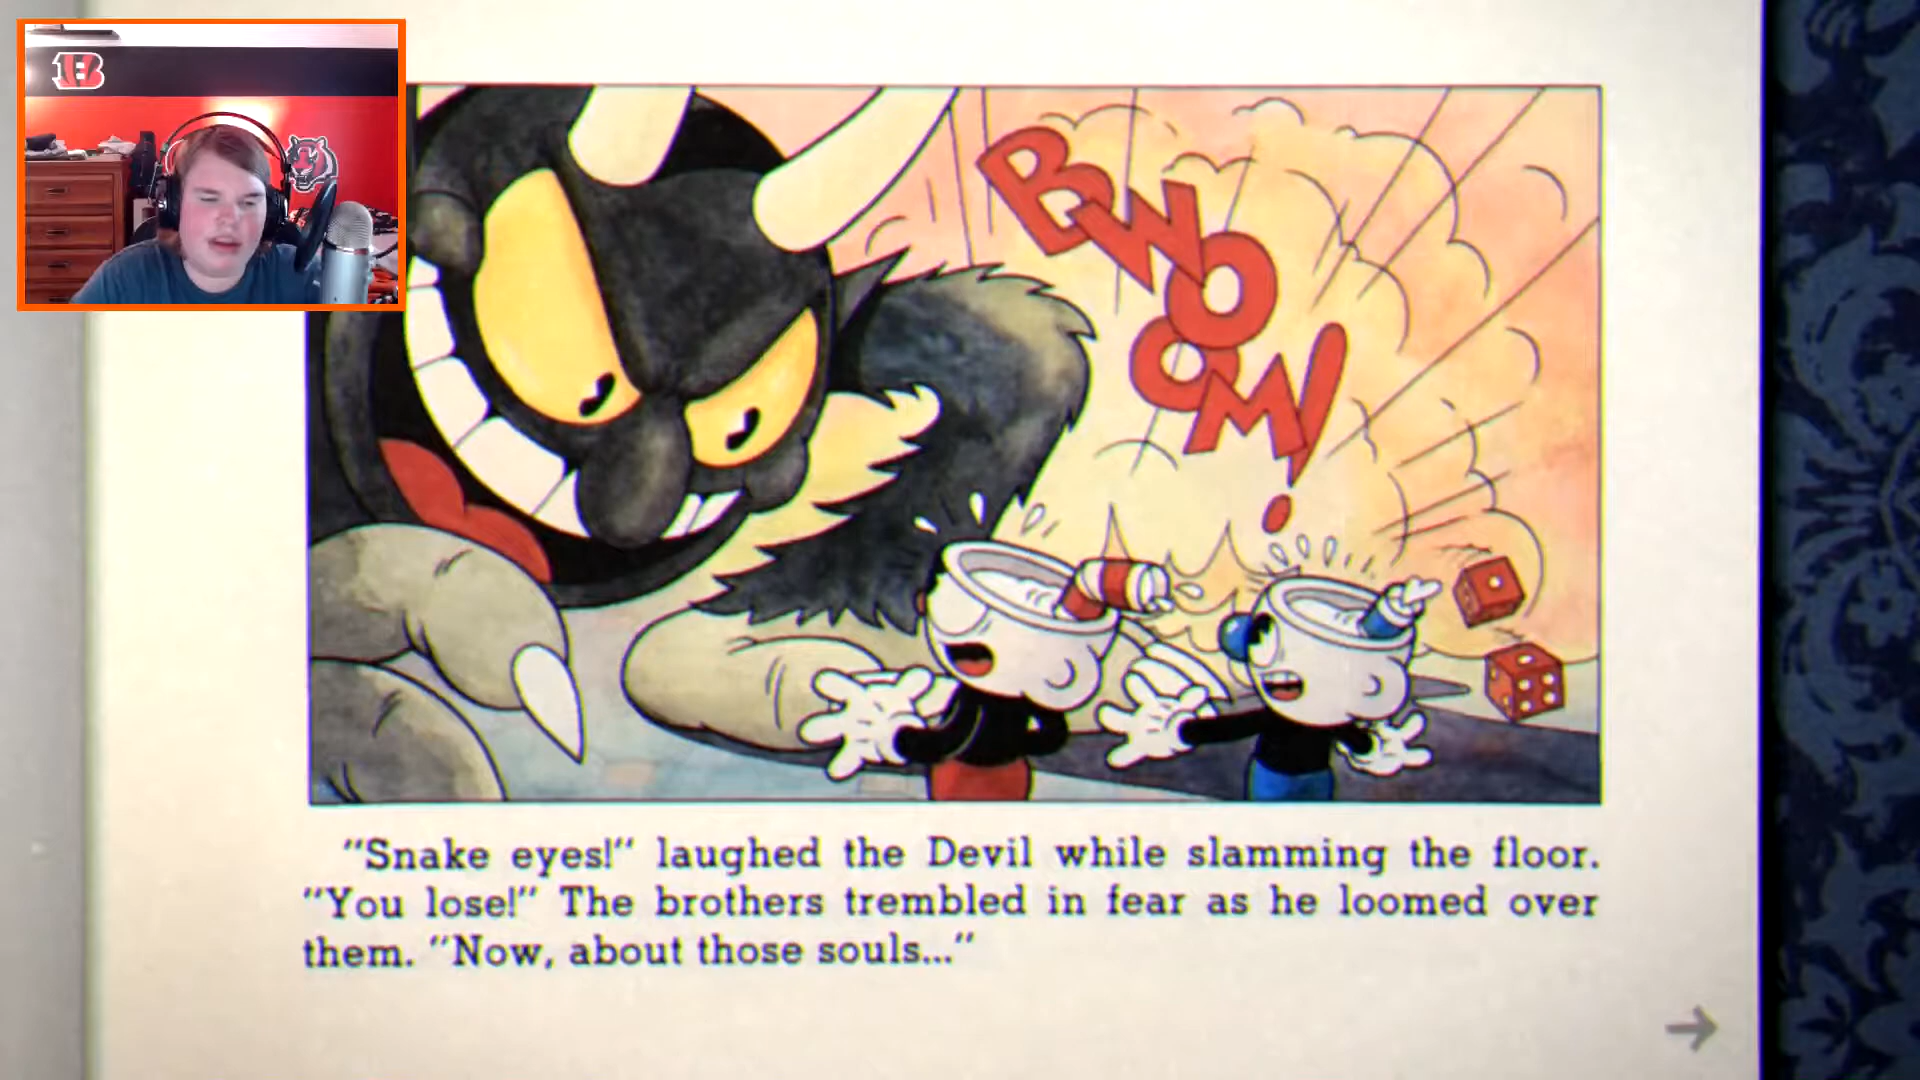 B
BWOOM!
"Snake eyes!" laughed the Devil while slamming the floor.
"You lose!" The brothers trembled in fear as he loomed over
them. "Now, about those souls..."